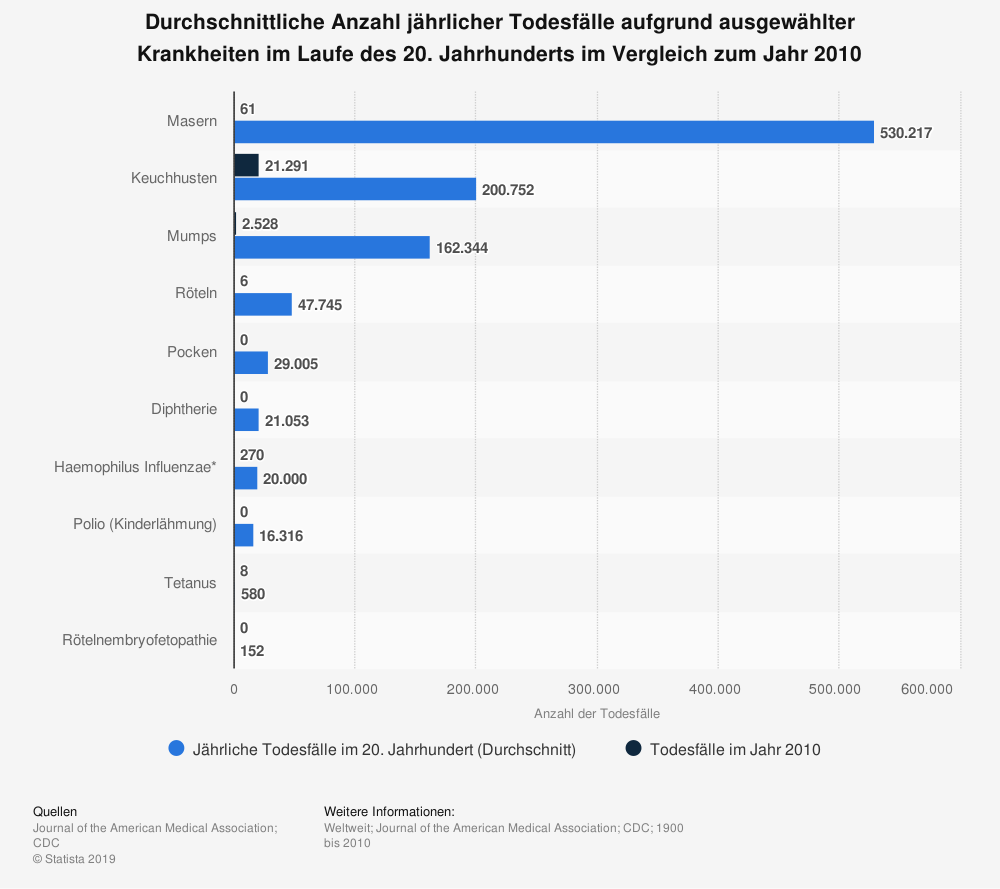 Durchschnittliche Anzahl jährlicher Todesfälle aufgrund ausgewählter
Krankheiten im Laufe des 20. Jahrhunderts im Vergleich zum Jahr 2010
Masern
61
530.217
Keuchhusten
21.291
200.752
Mumps
2.528
162.344
Röteln
6
47.745
Pocken
0
29.005
Diphtherie
0
21.053
Haemophilus Influenzae*
270
20.000
Polio (Kinderlähmung)
0
16.316
Tetanus
8
580
Rötelnembryofetopathie
0
152
0 100.000 200.000 300.000 400.000 500.000 600.000
Anzahl der Todesfälle
Jährliche Todesfälle im 20. Jahrhundert (Durchschnitt) Todesfälle im Jahr 2010
Quellen
Journal of the American Medical Association;
CDC
© Statista 2019
Weitere Informationen:
Weltweit; Journal of the American Medical Association; CDC; 1900
bis 2010